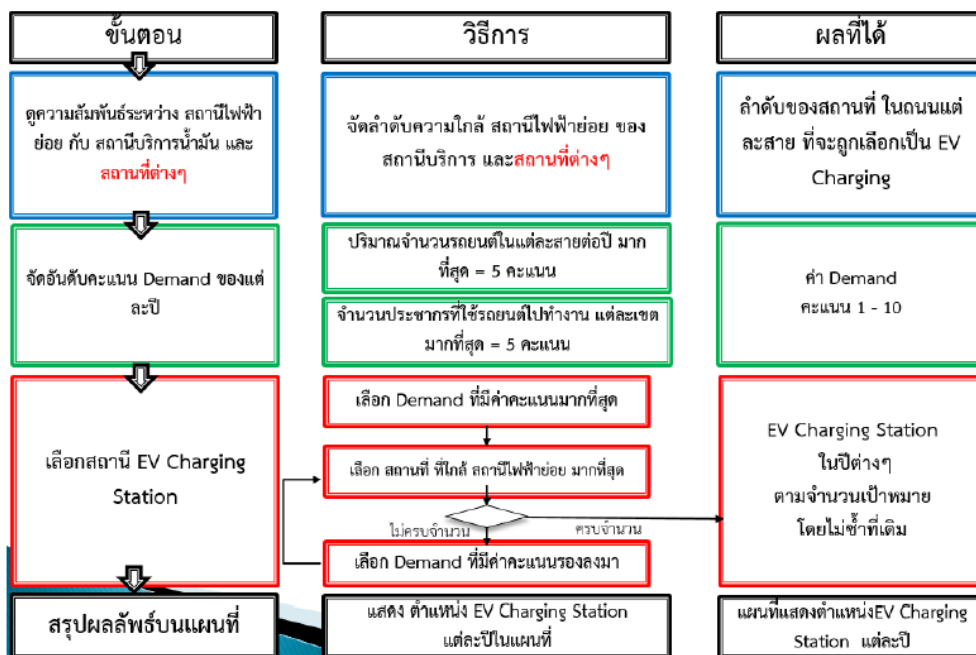 ขั้นตอน
วิธีการ
ผลที่ได้
ดูความสัมพันธ์ระหว่าง สถานีไฟฟ้า
ย่อย กับ สถานีบริการน้ำมัน และ
สถานที่ต่างๆ
จัดลำดับความใกล้ สถานีไฟฟ้าย่อย ของ
สถานีบริการ และสถานที่ต่างๆ
ลำดับของสถานที่ ในถนนแต่
ละสาย ที่จะถูกเลือกเป็น EV
Charging
จัดอันดับคะแนน Demand ของแต่
ละปี
ปริมาณจำนวนรถยนต์ในแต่ละสายต่อปี มาก
ที่สุด = 5 คะแนน
จำนวนประชากรที่ใช้รถยนต์ไปทำงาน แต่ละเขต
มากที่สุด = 5 คะแนน
ค่า Demand
คะแนน 1 - 10
เลือกสถานี EV Charging
Station
เลือก Demand ที่มีค่าคะแนนมากที่สุด
เลือก สถานที่ ที่ใกล้ สถานีไฟฟ้าย่อย มากที่สุด
ไม่ครบจำนวน
ครบจำนวน
เลือก Demand ที่มีค่าคะแนนรองลงมา
EV Charging Station
ในปีต่างๆ
ตามจำนวนเป้าหมาย
โดยไม่ซ้ำที่เดิม
สรุปผลลัพธ์บนแผนที่
แสดง ตำแหน่ง EV Charging Station
แต่ละปีในแผนที่
แผนที่แสดงตำแหน่งEV Charging
Station แต่ละปี